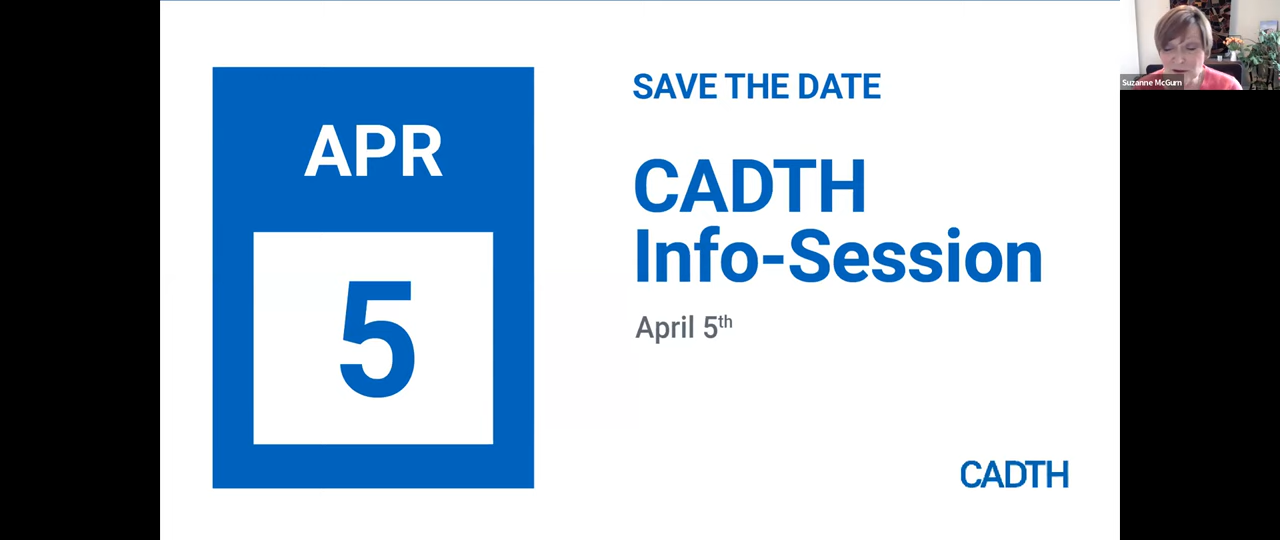 SAVE THE DATE
APR
5
CADTH
Info-Session
April 5th
CADTH
Suzanne McGurn